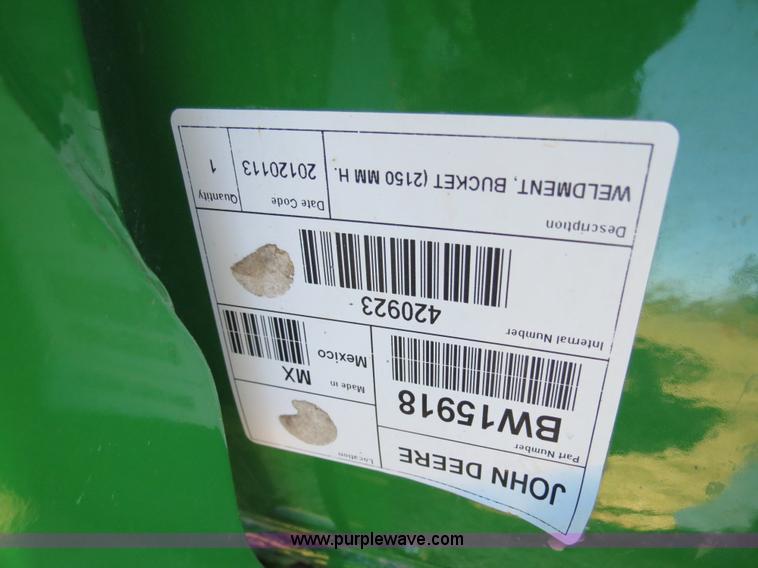 JOHN DEERE
Location
Part Number
BW15918
Made in
Mexico
MX
Internal Number
420923
Description
WELDMENT, BUCKET (2150 MM H.
Date Code
20120113
Quantity
1
www.purplewave.com